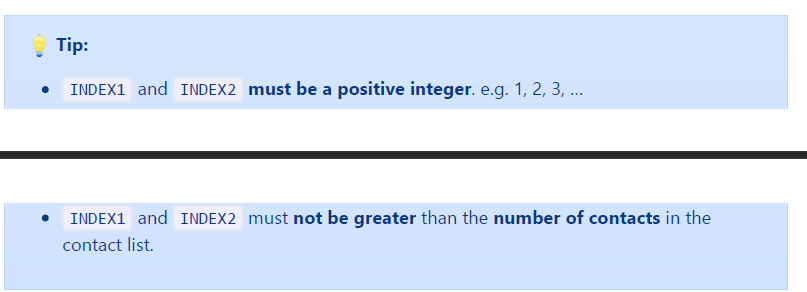 💡 Tip:
• INDEX1 and INDEX2 must be a positive integer. e.g. 1, 2, 3, …
• INDEX1 and INDEX2 must not be greater than the number of contacts in the
contact list.